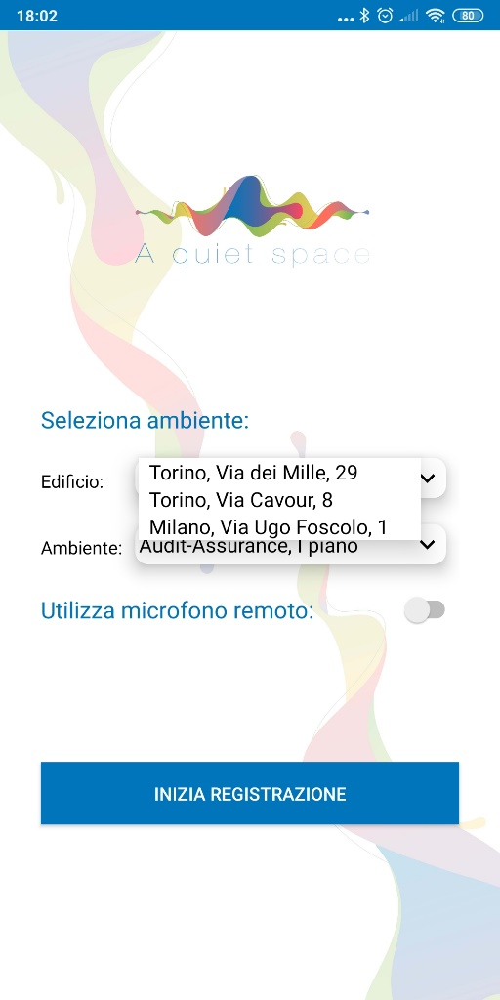 18:02
80
A quiet space
Seleziona ambiente:
Edificio:
Torino, Via dei Mille, 29
Torino, Via Cavour, 8
Milano, Via Ugo Foscolo, 1
Ambiente:
Audit-Assurance, I piano
Utilizza microfono remoto:
INIZIA REGISTRAZIONE